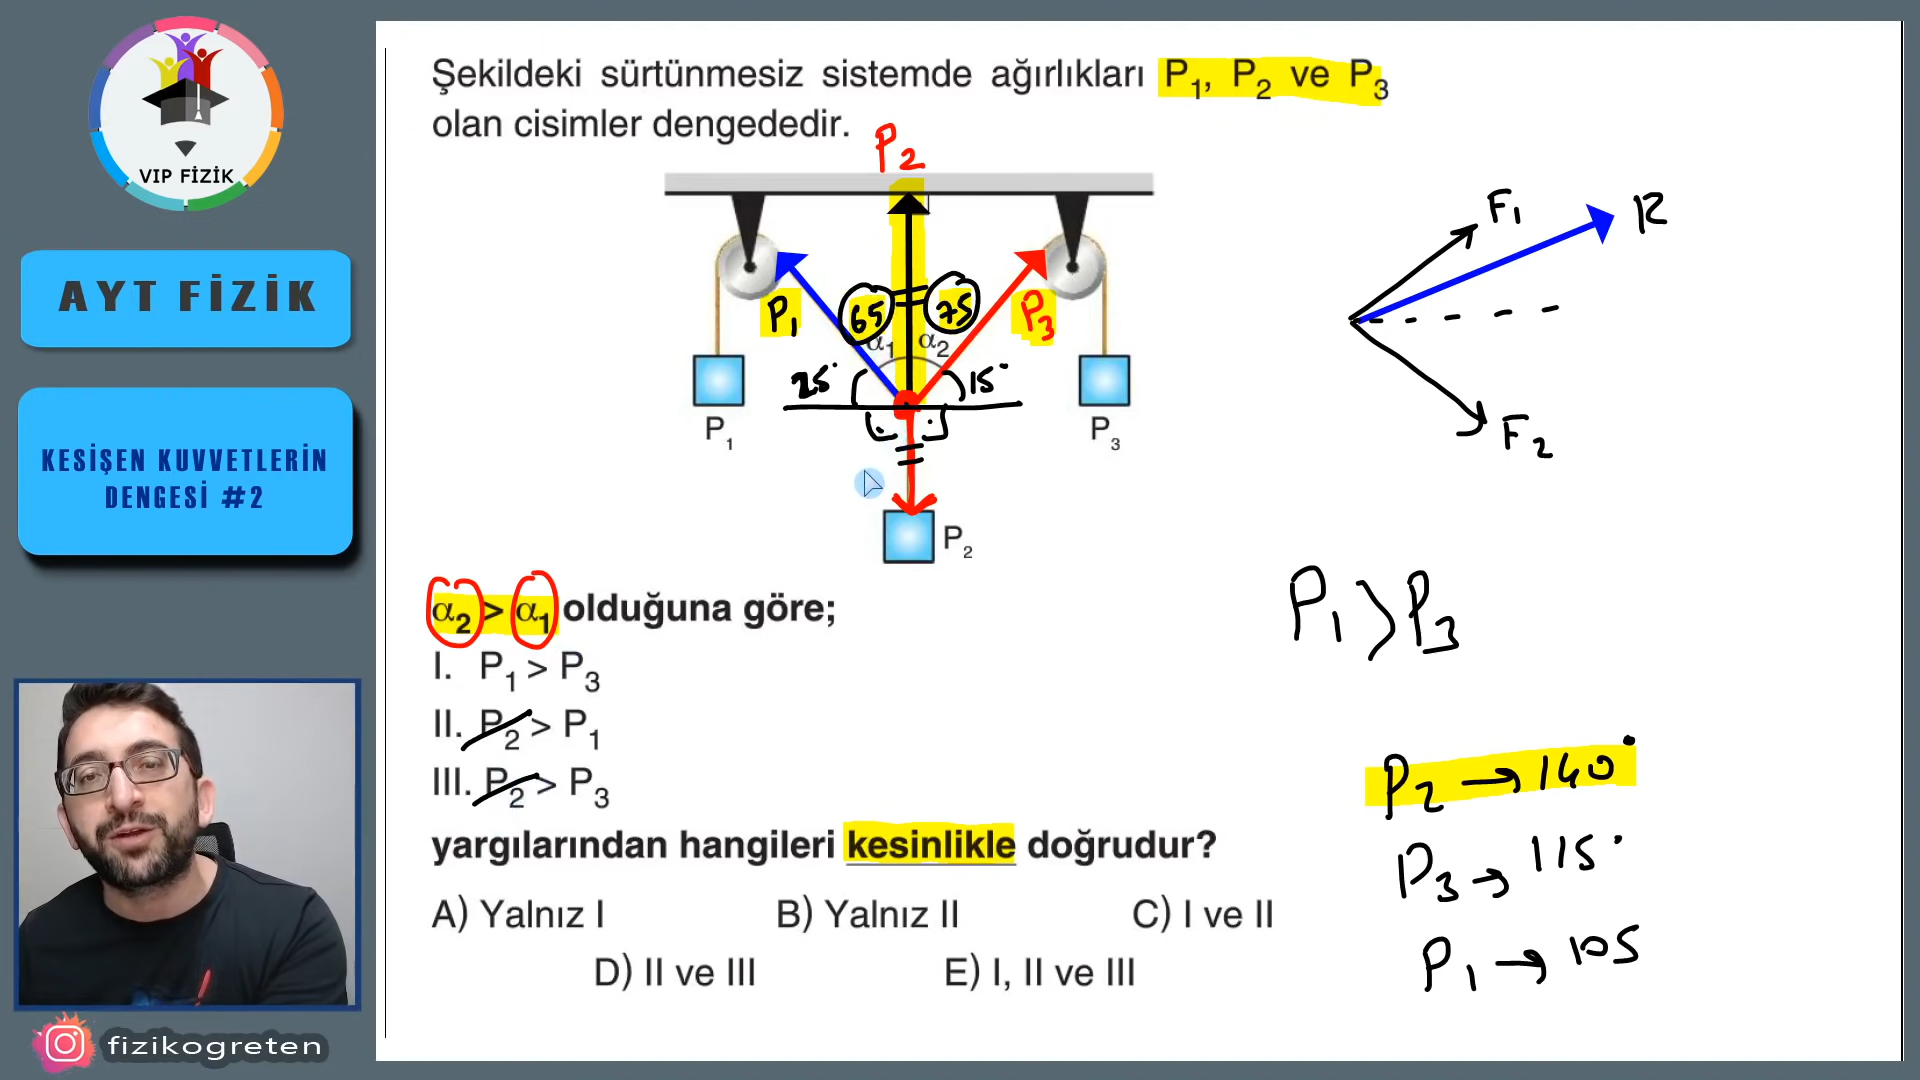 VIP FİZİK
AYT FİZİK
KESİŞEN KUVVETLERİN
DENGESİ #2
fizikogreten
Şekildeki sürtünmesiz sistemde ağırlıkları P1, P2 ve P3
olan cisimler dengededir.
P2
P1
65
75
P3
α1
α2
25°
15°
P1
P3
P2
F1
R
F2
P1 > P3
α2 > α1 olduğuna göre;
I. P1 > P3
II. P2 > P1
III. P2 > P3
yargılarından hangileri kesinlikle doğrudur?
A) Yalnız I
B) Yalnız II
C) I ve II
D) II ve III
E) I, II ve III
P2 → 140°
P3 → 115°
P1 → 105